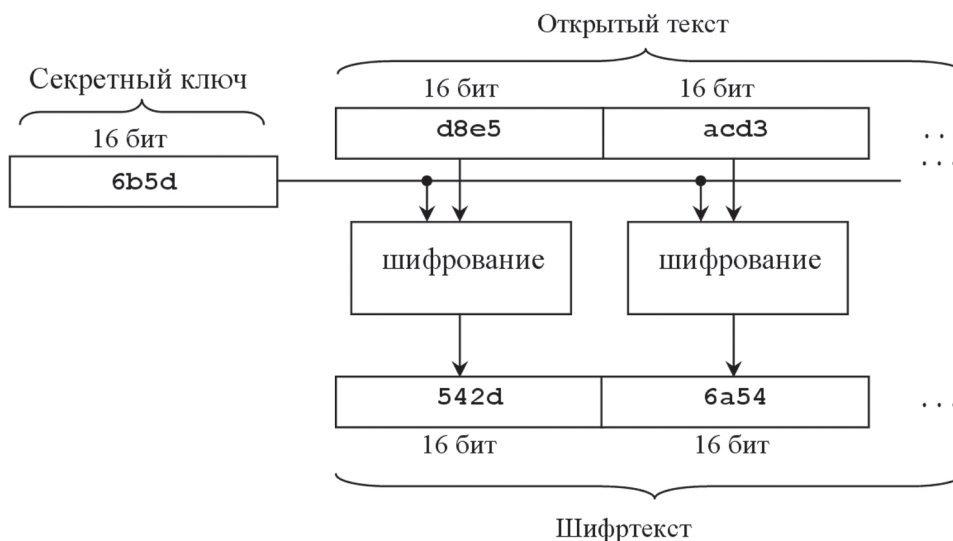 Открытый текст
Секретный ключ
16 бит 16 бит
16 бит
d8e5 acd3 . .
. . .
6b5d
шифрование шифрование
542d 6a54 . . .
16 бит 16 бит
Шифртекст